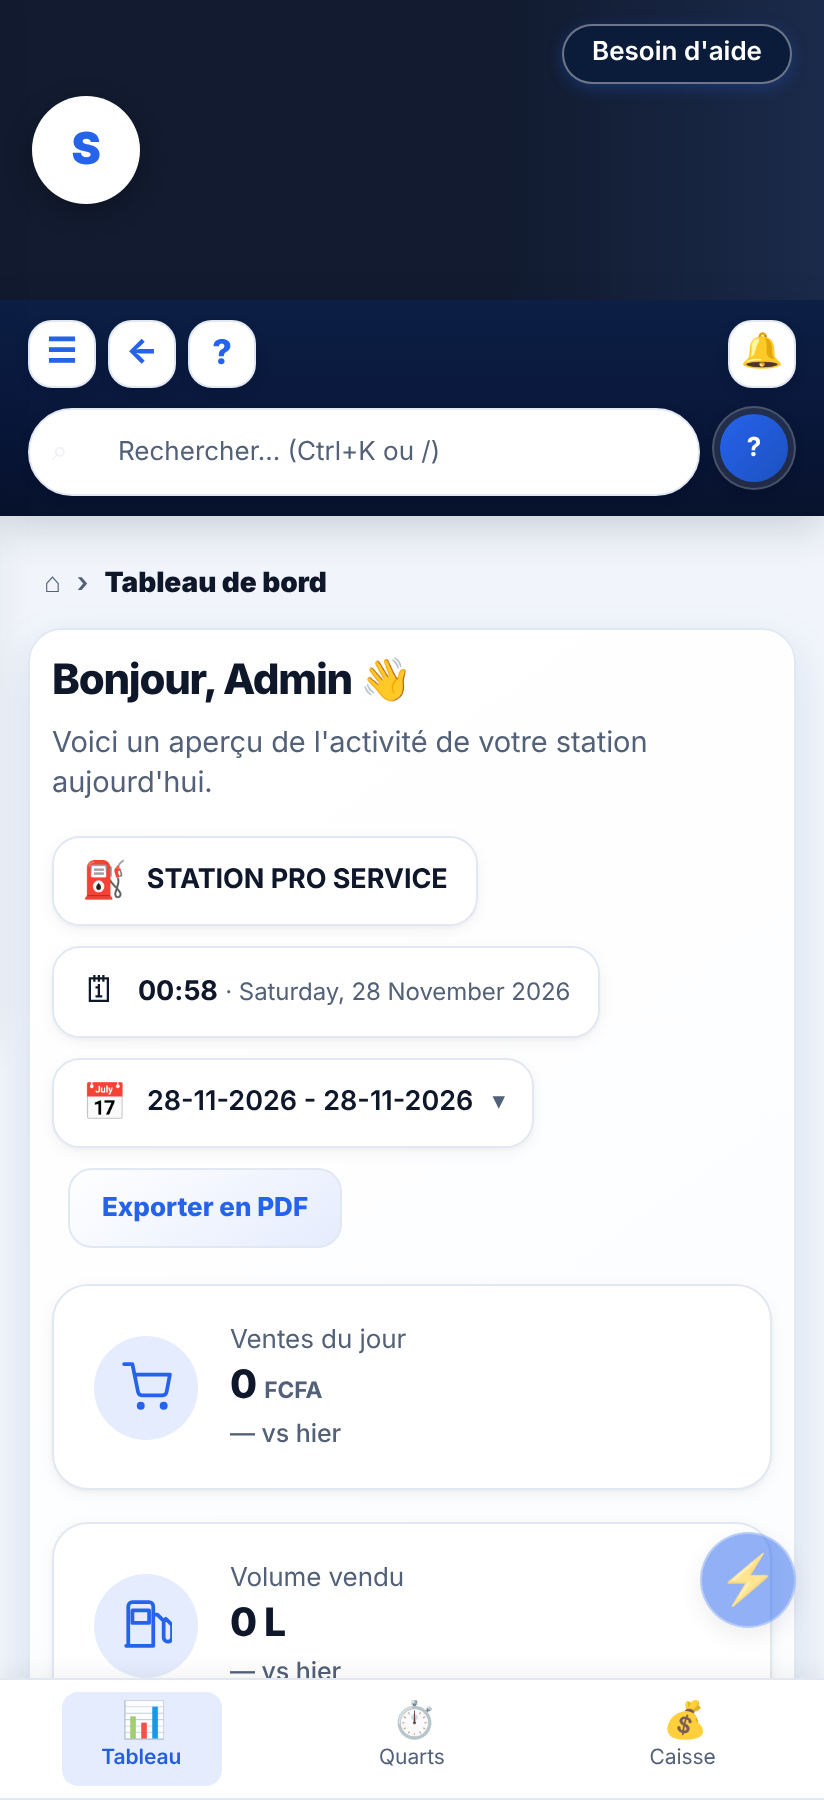 Besoin d'aide
S
?
Rechercher... (Ctrl+K ou /)
?
Tableau de bord
Bonjour, Admin 👋
Voici un aperçu de l'activité de votre station
aujourd'hui.
STATION PRO SERVICE
00:58 · Saturday, 28 November 2026
28-11-2026 - 28-11-2026 ▼
Exporter en PDF
Ventes du jour
0 FCFA
— vs hier
Volume vendu
0 L
— vs hier
Tableau
Quarts
Caisse